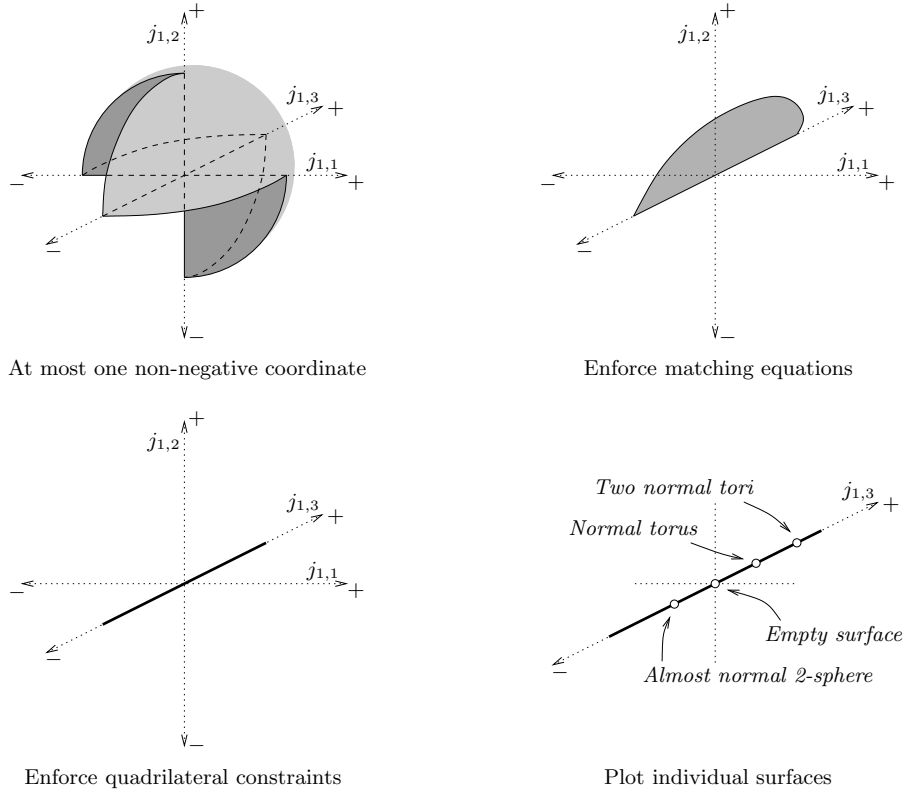 +
j1,2
j1,3
+
j1,1
−
+
−
−
At most one non-negative coordinate
+
j1,2
j1,3
+
j1,1
−
+
−
−
Enforce matching equations
+
j1,2
j1,3
+
j1,1
−
+
−
−
Enforce quadrilateral constraints
Two normal tori
j1,3
+
Normal torus
Empty surface
−
Almost normal 2-sphere
Plot individual surfaces